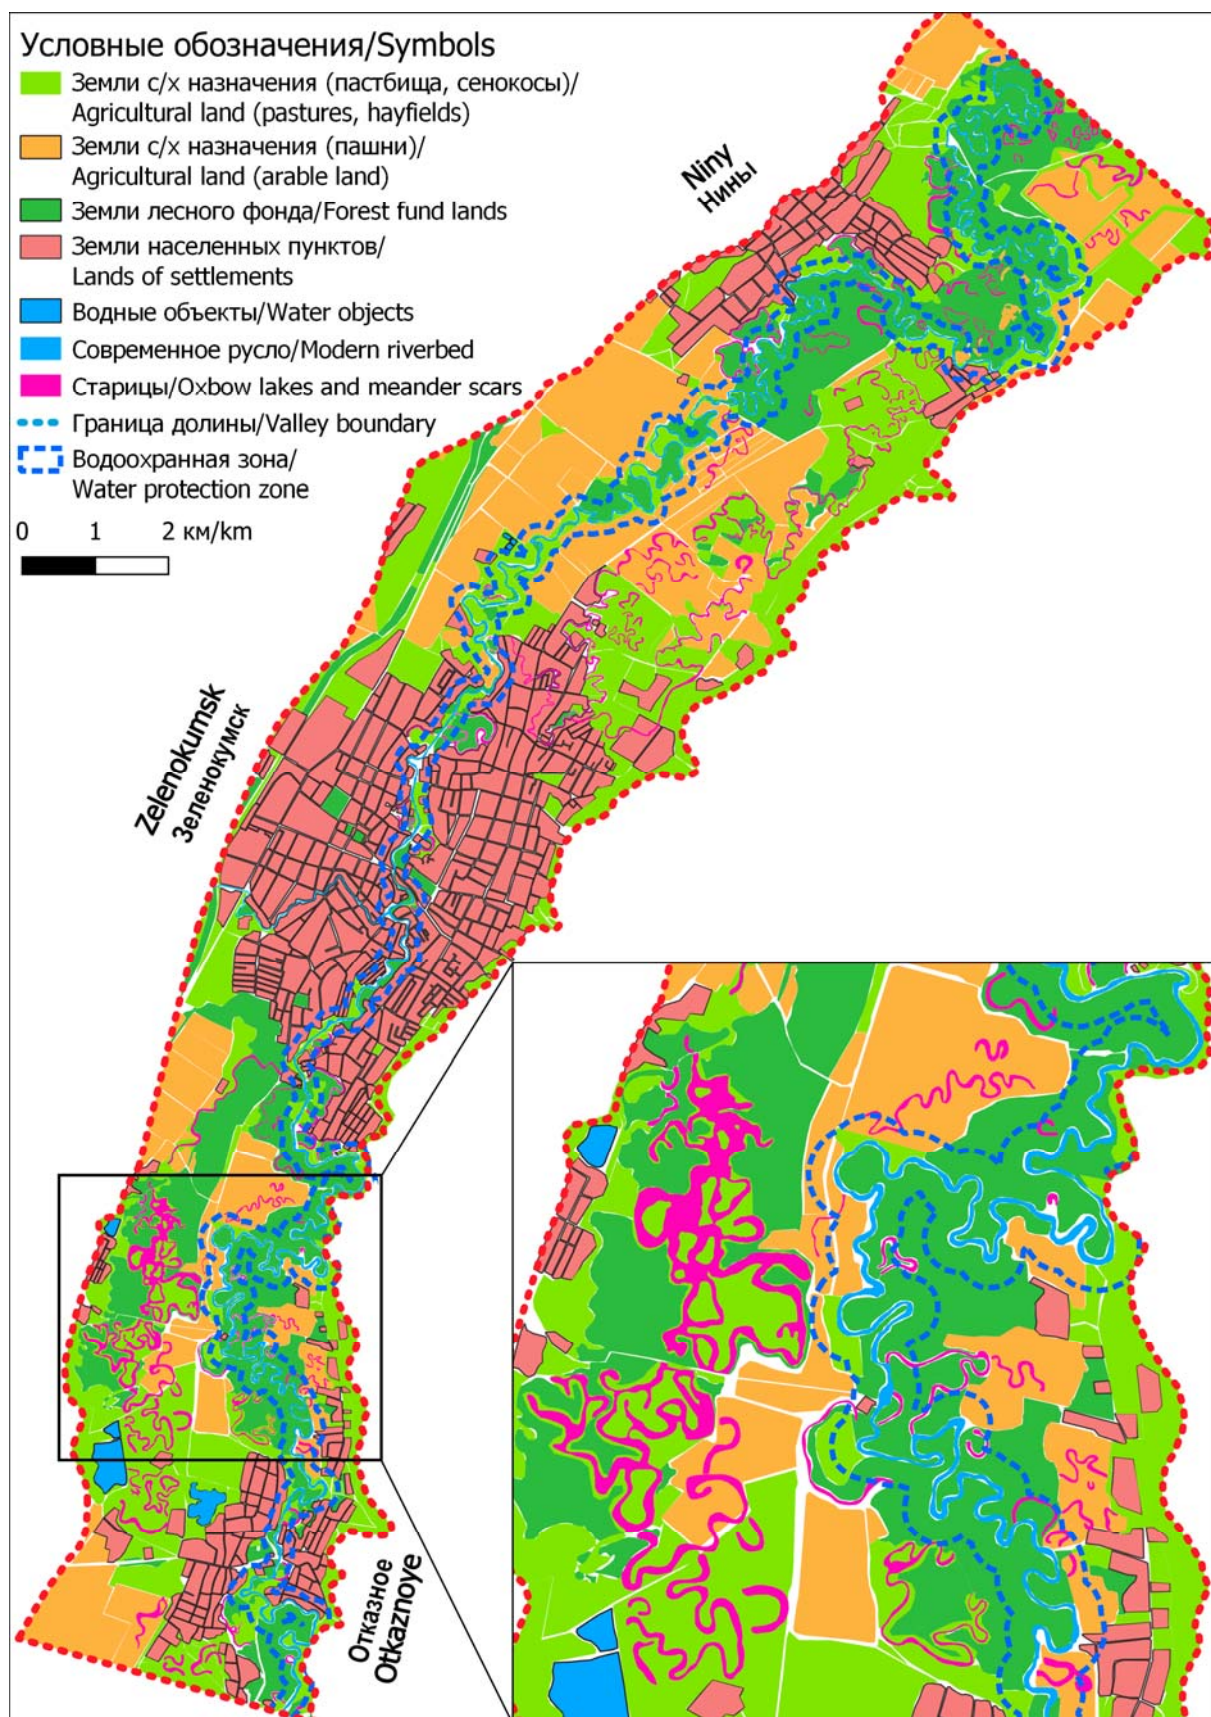 Условные обозначения/Symbols
Земли с/х назначения (пастбища, сенокосы)/
Agricultural land (pastures, hayfields)
Земли с/х назначения (пашни)/
Agricultural land (arable land)
Земли лесного фонда/Forest fund lands
Земли населенных пунктов/
Lands of settlements
Водные объекты/Water objects
Современное русло/Modern riverbed
Старицы/Oxbow lakes and meander scars
Граница долины/Valley boundary
Водоохранная зона/
Water protection zone
0 1 2 км/km
Niny
Нины
Zelenokumsk
Зеленокумск
Отказное
Otkaznoye